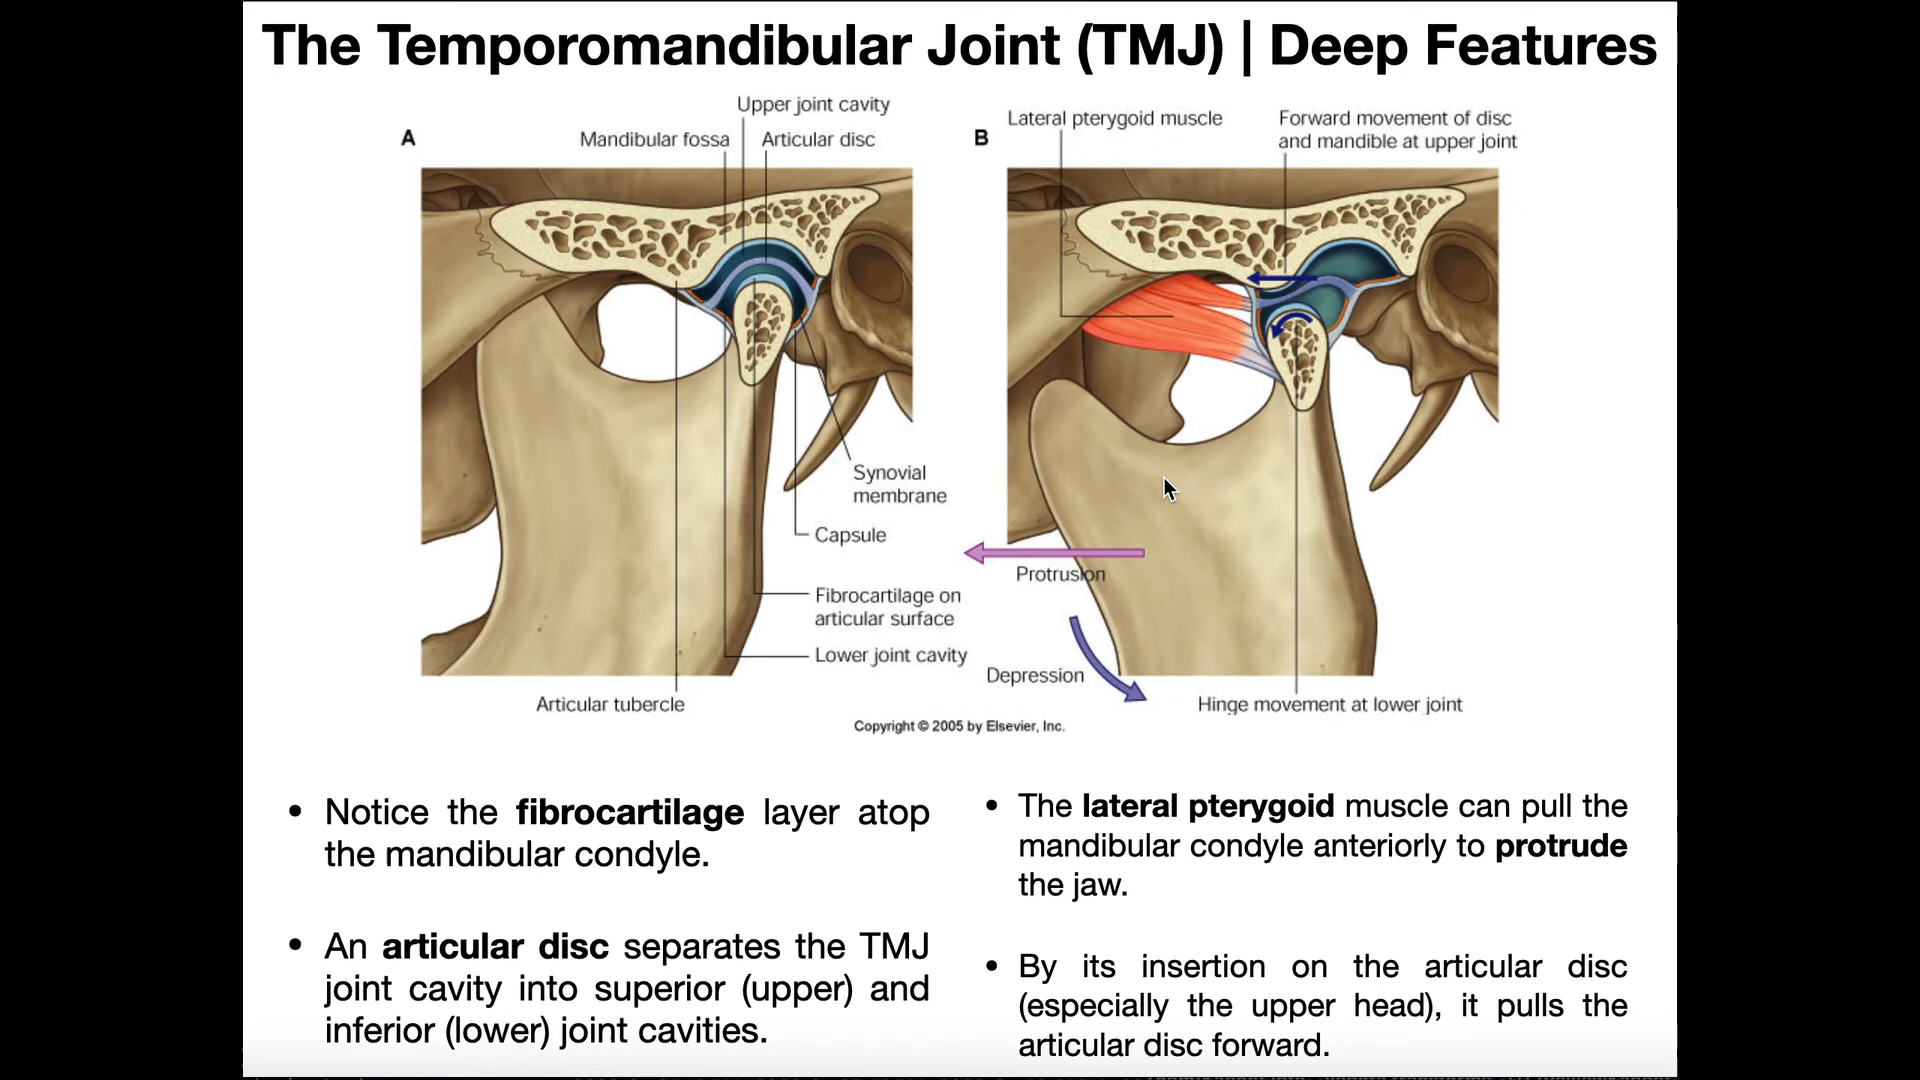 The Temporomandibular Joint (TMJ) | Deep Features
A
Upper joint cavity
Mandibular fossa
Articular disc
Synovial
membrane
Capsule
Fibrocartilage on
articular surface
Lower joint cavity
Articular tubercle
B
Lateral pterygoid muscle
Forward movement of disc
and mandible at upper joint
Protrusion
Depression
Hinge movement at lower joint
Copyright © 2005 by Elsevier, Inc.
• Notice the fibrocartilage layer atop
the mandibular condyle.
• An articular disc separates the TMJ
joint cavity into superior (upper) and
inferior (lower) joint cavities.
• The lateral pterygoid muscle can pull the
mandibular condyle anteriorly to protrude
the jaw.
• By its insertion on the articular disc
(especially the upper head), it pulls the
articular disc forward.